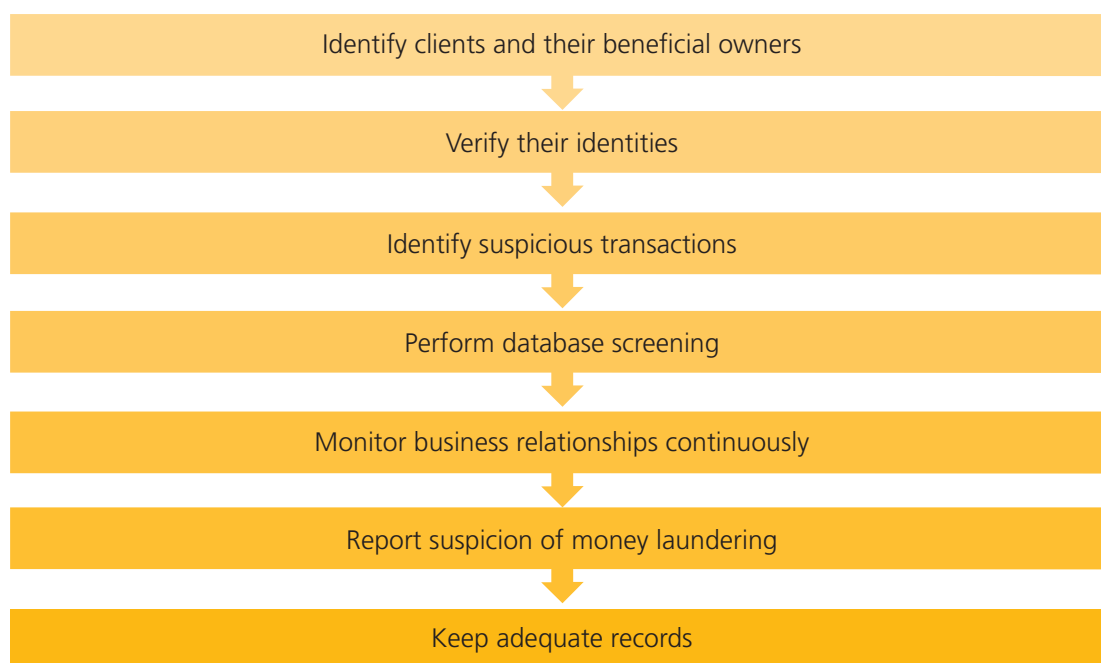 Identify clients and their beneficial owners
Verify their identities
Identify suspicious transactions
Perform database screening
Monitor business relationships continuously
Report suspicion of money laundering
Keep adequate records